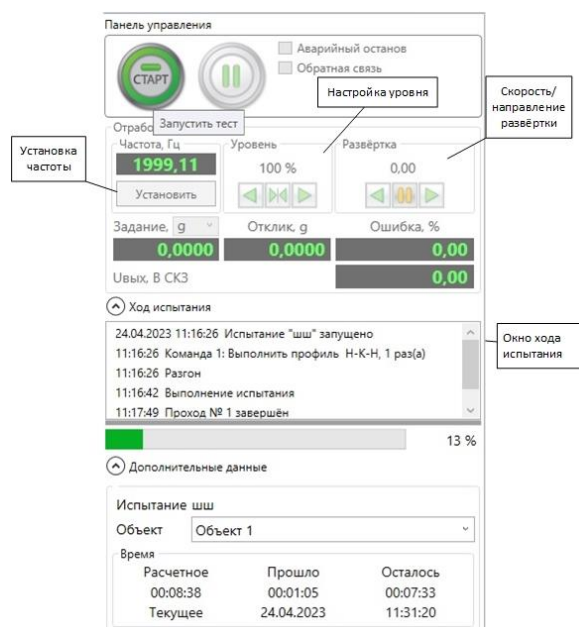 Панель управления
СТАРТ
Аварийный останов
Обратная связь
Запустить тест
Настройка уровня
Скорость/
направление
развёртки
Установка
частоты
Отрабо
Частота, Гц
Уровень
Развёртка
1999,11
100 %
0,00
Установить
Задание, g
Отклик, g
Ошибка, %
0,0000
0,0000
0,00
Uвых, В СКЗ
0,00
Ход испытания
24.04.2023 11:16:26 Испытание "шш" запущено
11:16:26 Команда 1: Выполнить профиль Н-К-Н, 1 раз(а)
11:16:26 Разгон
11:16:42 Выполнение испытания
11:17:49 Проход № 1 завершён
Окно хода
испытания
13 %
Дополнительные данные
Испытание шш
Объект Объект 1
Время
Расчетное Прошло Осталось
00:08:38 00:01:05 00:07:33
Текущее 24.04.2023 11:31:20